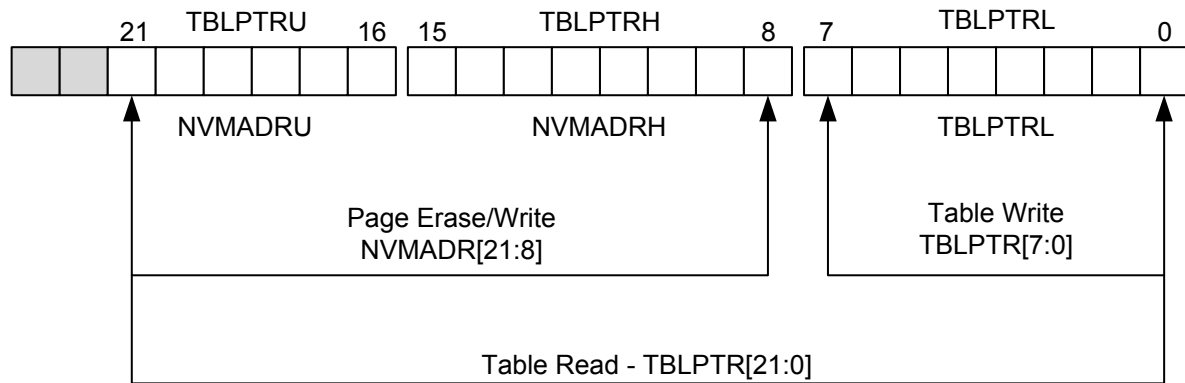 21 TBLPTRU 16 15 TBLPTRH 8 7 TBLPTRL 0
NVMADRU NVMADRH TBLPTRL
Page Erase/Write
NVMADR[21:8]
Table Write
TBLPTR[7:0]
Table Read - TBLPTR[21:0]